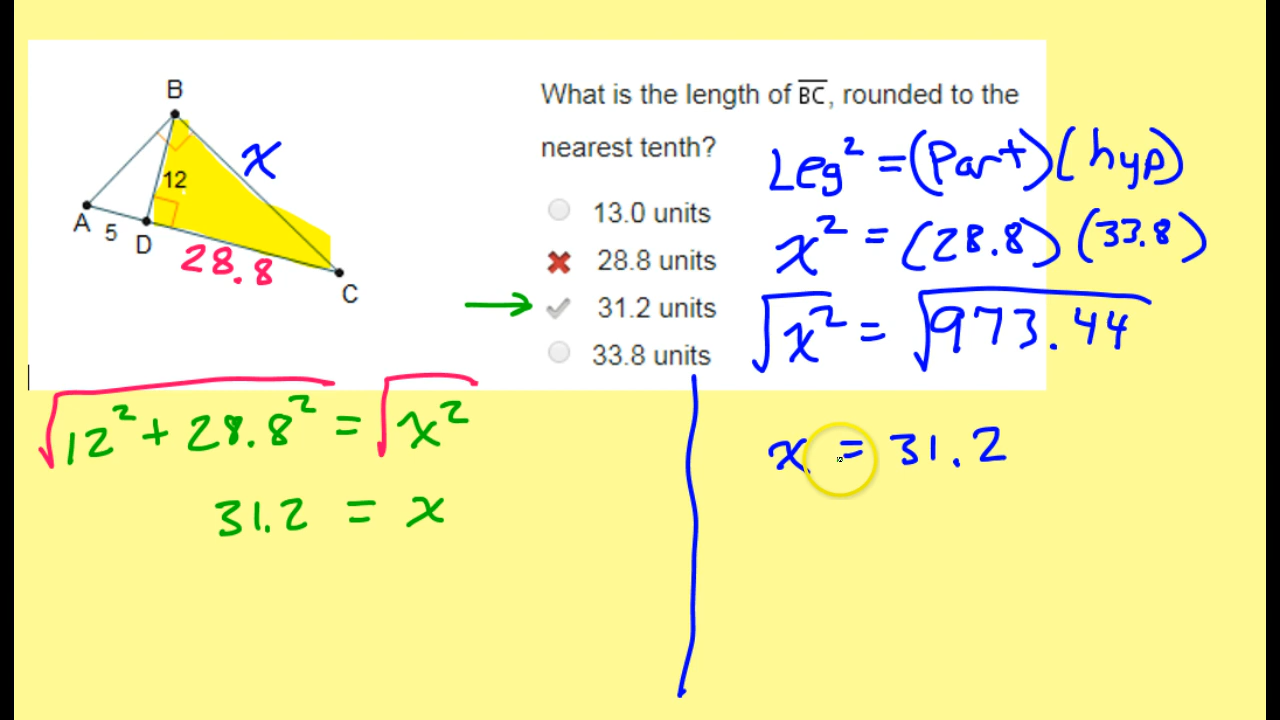 B
x
12
A
5
D
28.8
C
What is the length of BC, rounded to the
nearest tenth?
13.0 units
28.8 units
31.2 units
33.8 units
Leg² = (Part)(hyp)
x² = (28.8)(33.8)
√x² = √973.44
x = 31.2
√12² + 28.8² = √x²
31.2 = x